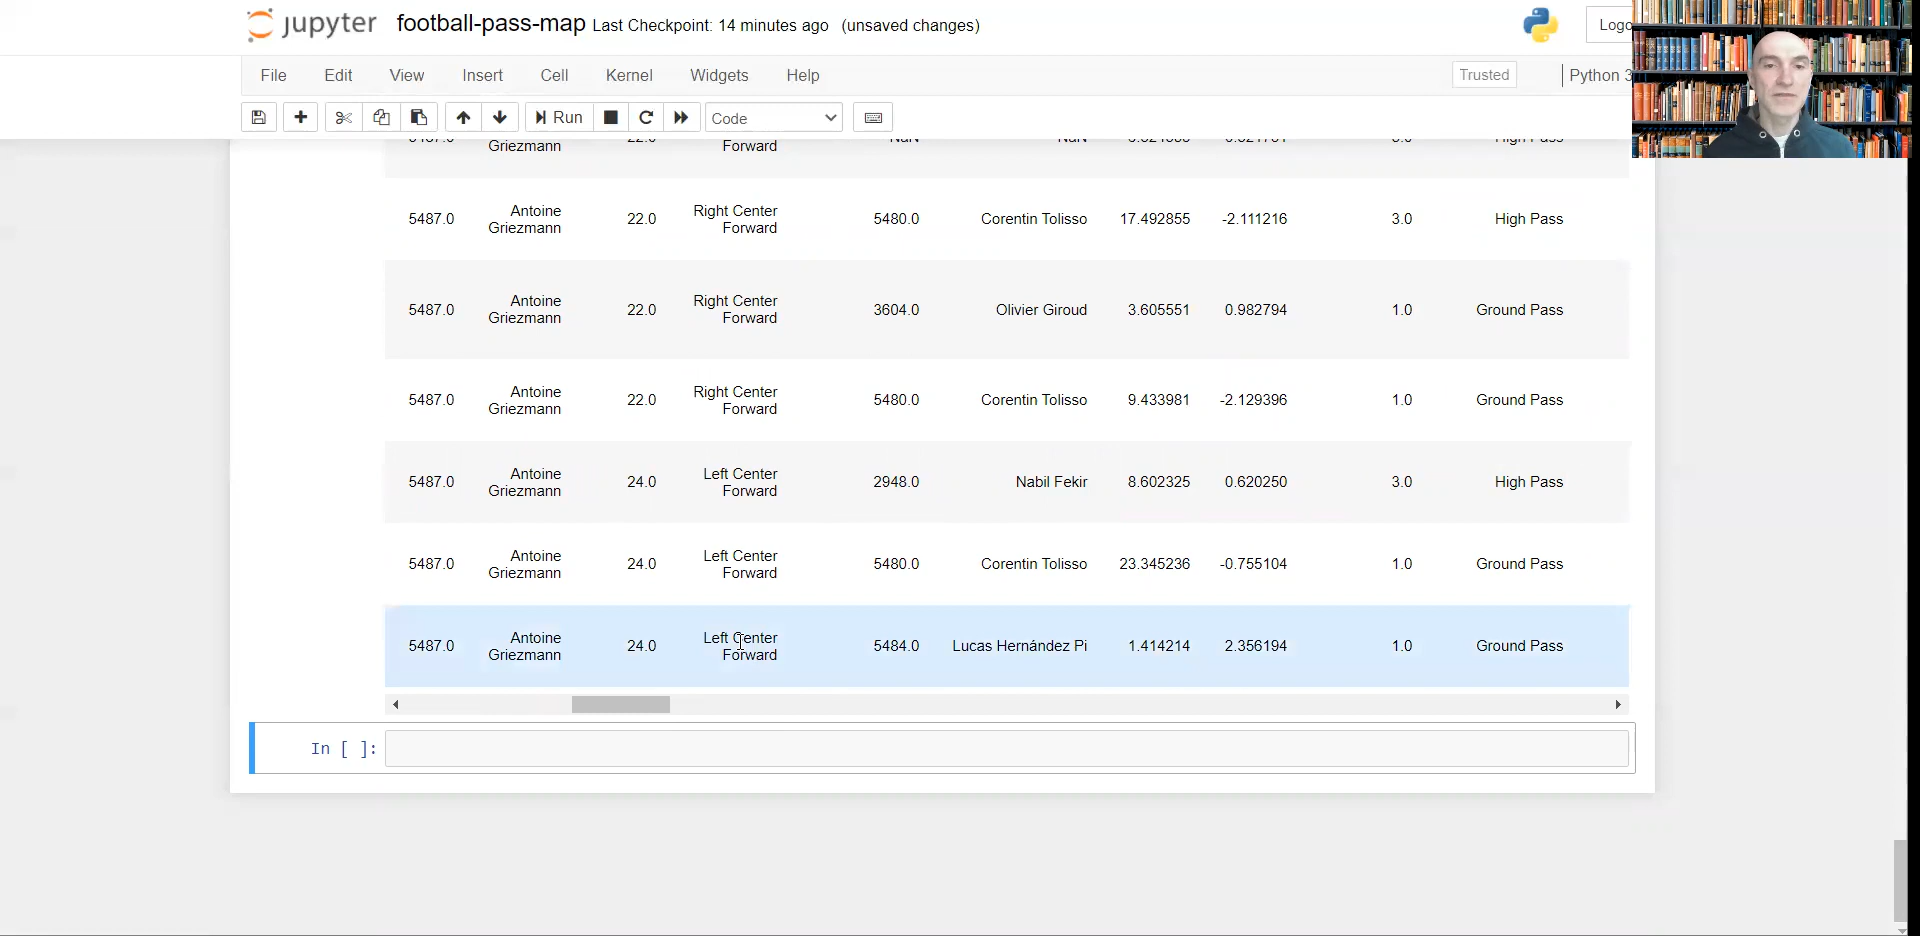 jupyter football-pass-map Last Checkpoint: 14 minutes ago (unsaved changes)
File Edit View Insert Cell Kernel Widgets Help Trusted Python 3
Run Code
Griezmann Forward High Pass
5487.0 Antoine Griezmann 22.0 Right Center Forward 5480.0 Corentin Tolisso 17.492855 -2.111216 3.0 High Pass
5487.0 Antoine Griezmann 22.0 Right Center Forward 3604.0 Olivier Giroud 3.605551 0.982794 1.0 Ground Pass
5487.0 Antoine Griezmann 22.0 Right Center Forward 5480.0 Corentin Tolisso 9.433981 -2.129396 1.0 Ground Pass
5487.0 Antoine Griezmann 24.0 Left Center Forward 2948.0 Nabil Fekir 8.602325 0.620250 3.0 High Pass
5487.0 Antoine Griezmann 24.0 Left Center Forward 5480.0 Corentin Tolisso 23.345236 -0.755104 1.0 Ground Pass
5487.0 Antoine Griezmann 24.0 Left Center Forward 5484.0 Lucas Hernández Pi 1.414214 2.356194 1.0 Ground Pass
In [ ]: